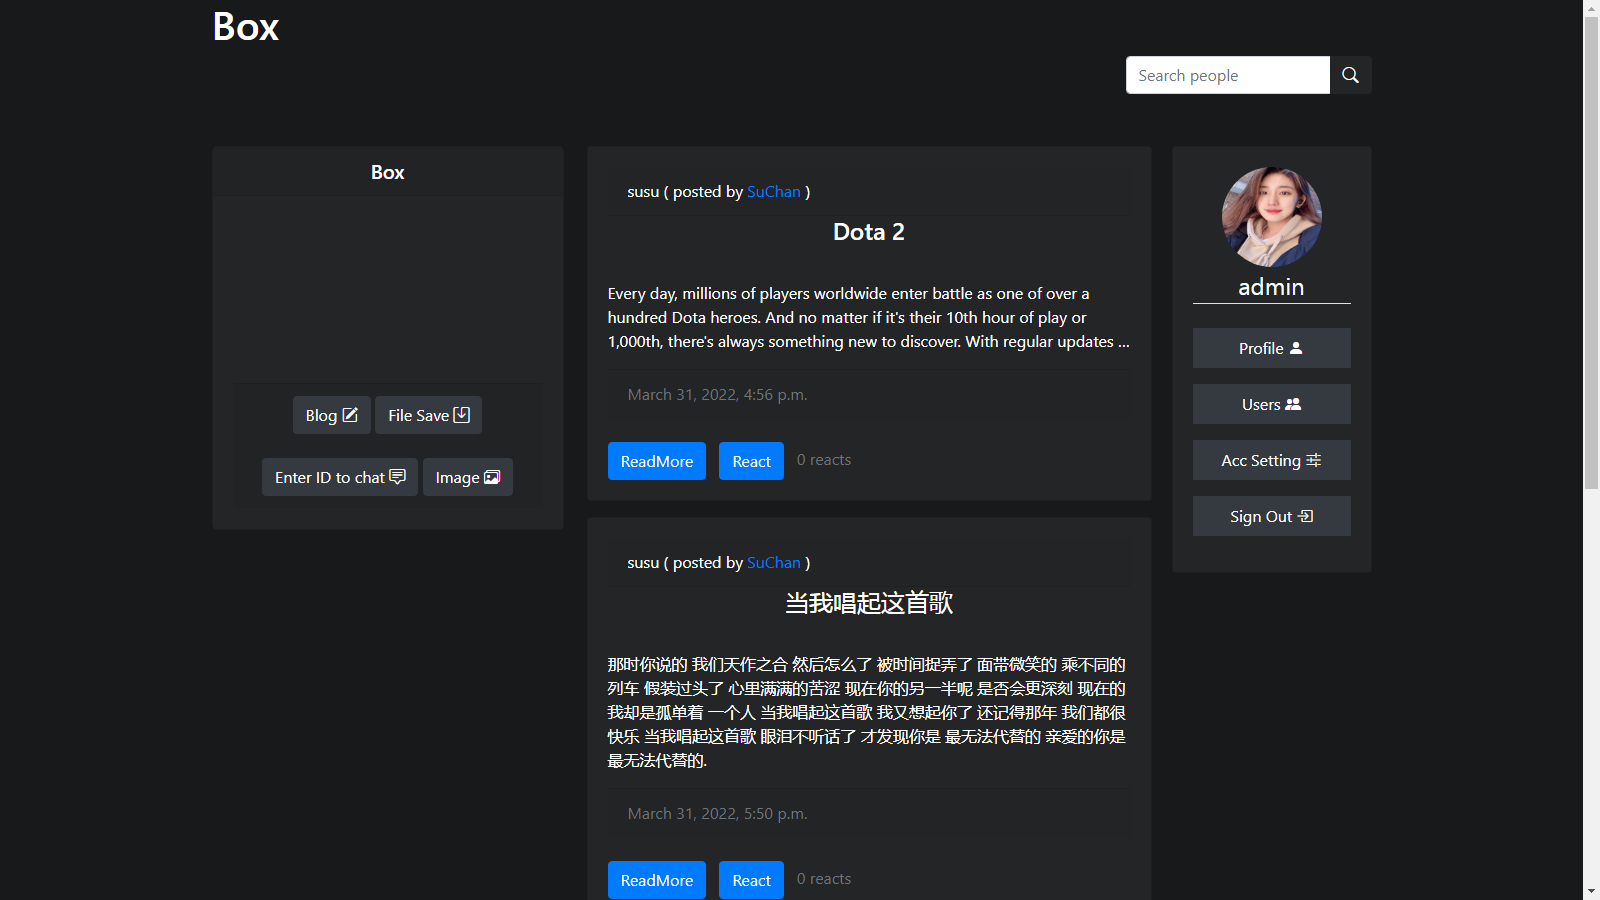 Box
Search people
Box
Blog
File Save
Enter ID to chat
Image
susu ( posted by SuChan )
Dota 2
Every day, millions of players worldwide enter battle as one of over a
hundred Dota heroes. And no matter if it's their 10th hour of play or
1,000th, there's always something new to discover. With regular updates ...
March 31, 2022, 4:56 p.m.
ReadMore
React
0 reacts
susu ( posted by SuChan )
当我唱起这首歌
那时你说的 我们天作之合 然后怎么了 被时间捉弄了 面带微笑的 乘不同的
列车 假装过头了 心里满满的苦涩 现在你的另一半呢 是否会更深刻 现在的
我却是孤单着 一个人 当我唱起这首歌 我又想起你了 还记得那年 我们都很
快乐 当我唱起这首歌 眼泪不听话了 才发现你是 最无法代替的 亲爱的你是
最无法代替的.
March 31, 2022, 5:50 p.m.
ReadMore
React
0 reacts
admin
Profile
Users
Acc Setting
Sign Out